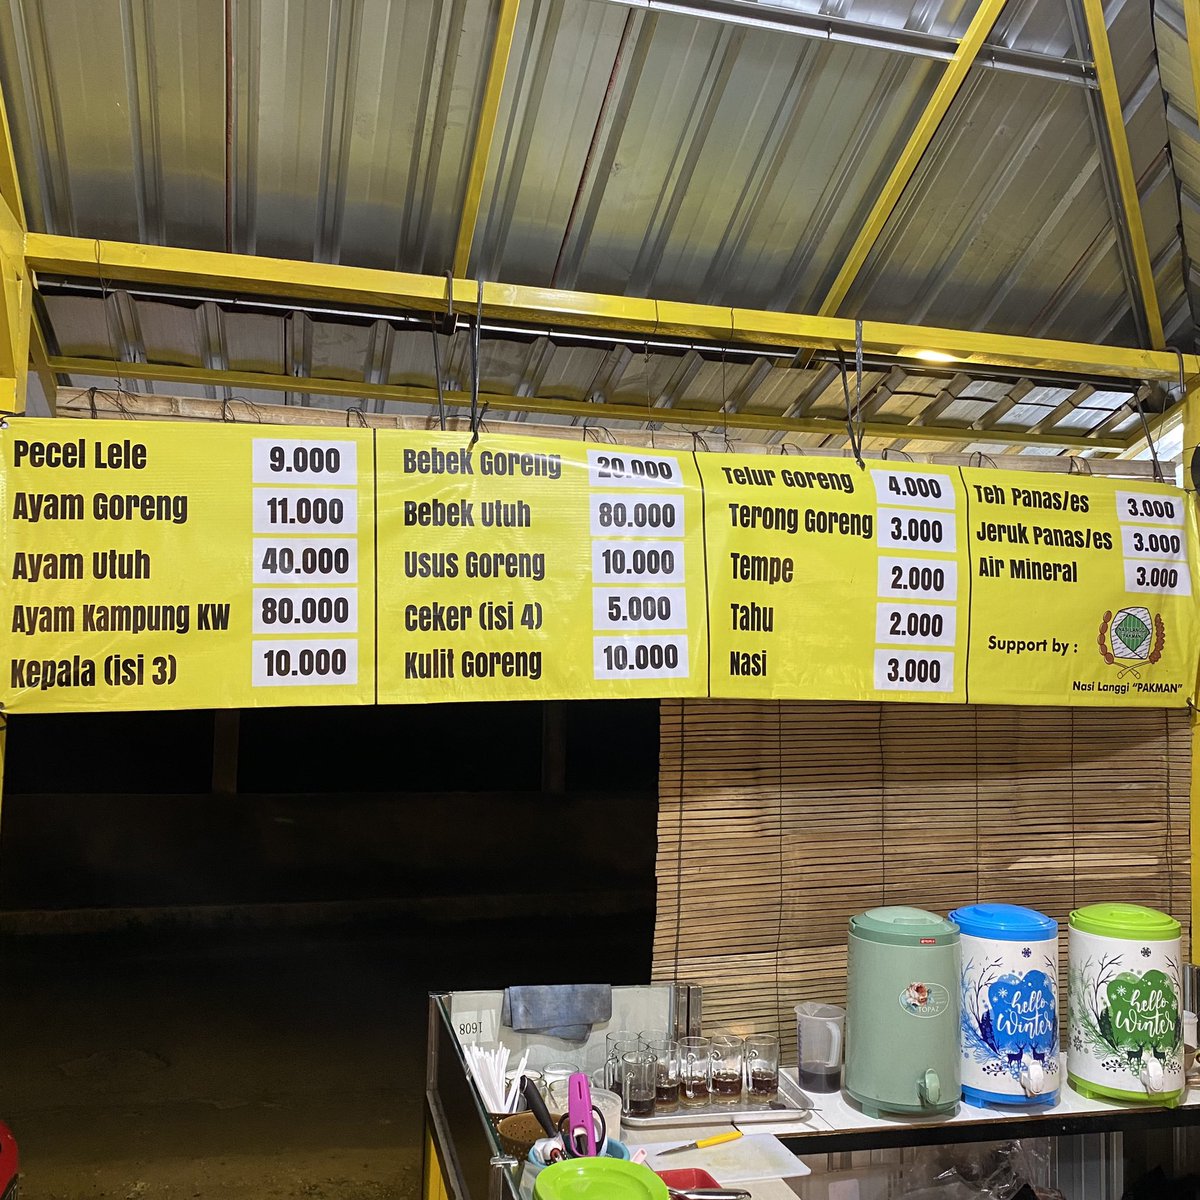 Pecel Lele 9.000
Ayam Goreng 11.000
Ayam Utuh 40.000
Ayam Kampung KW 80.000
Kepala (isi 3) 10.000
Bebek Goreng 20.000
Bebek Utuh 80.000
Usus Goreng 10.000
Ceker (isi 4) 5.000
Kulit Goreng 10.000
Telur Goreng 4.000
Terong Goreng 3.000
Tempe 2.000
Tahu 2.000
Nasi 3.000
Teh Panas/es 3.000
Jeruk Panas/es 3.000
Air Mineral 3.000
Support by :
NASI LANGGI
PAKMAN
Nasi Langgi "PAKMAN"
1608
TOPAZ
hello
Winter
hello
Winter